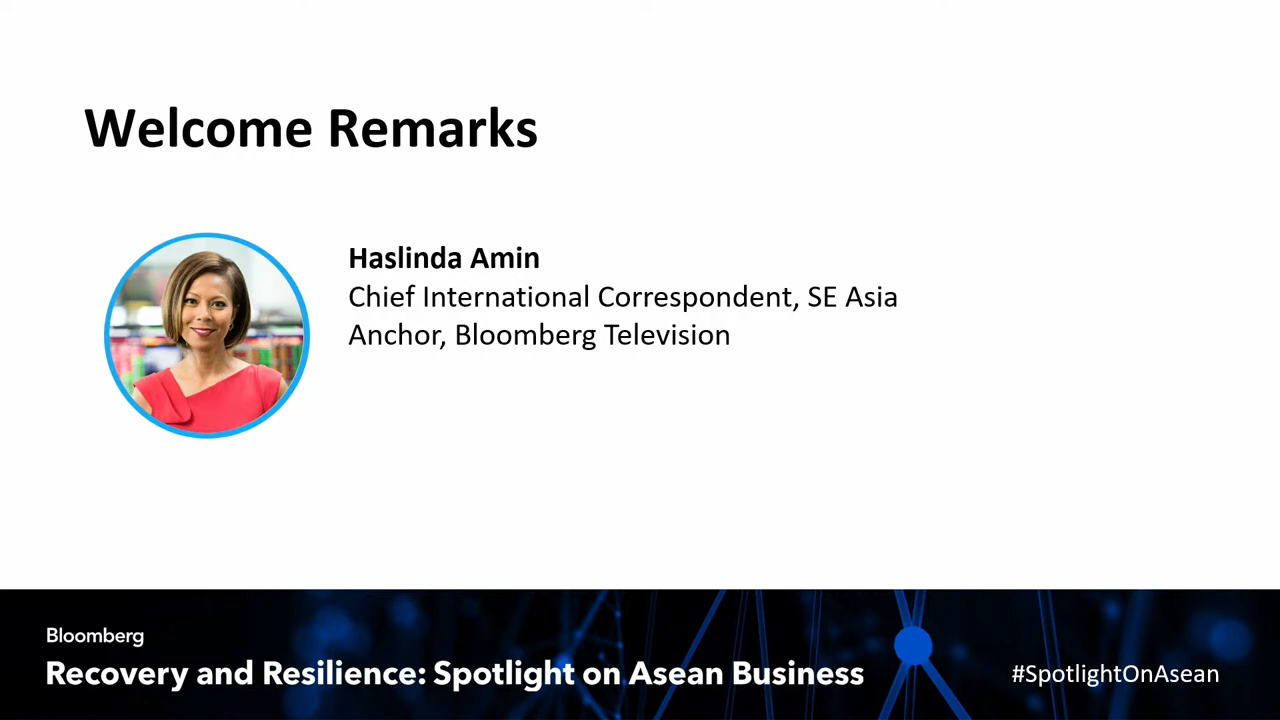 Welcome Remarks
Haslinda Amin
Chief International Correspondent, SE Asia
Anchor, Bloomberg Television
Bloomberg
Recovery and Resilience: Spotlight on Asean Business
#SpotlightOnAsean